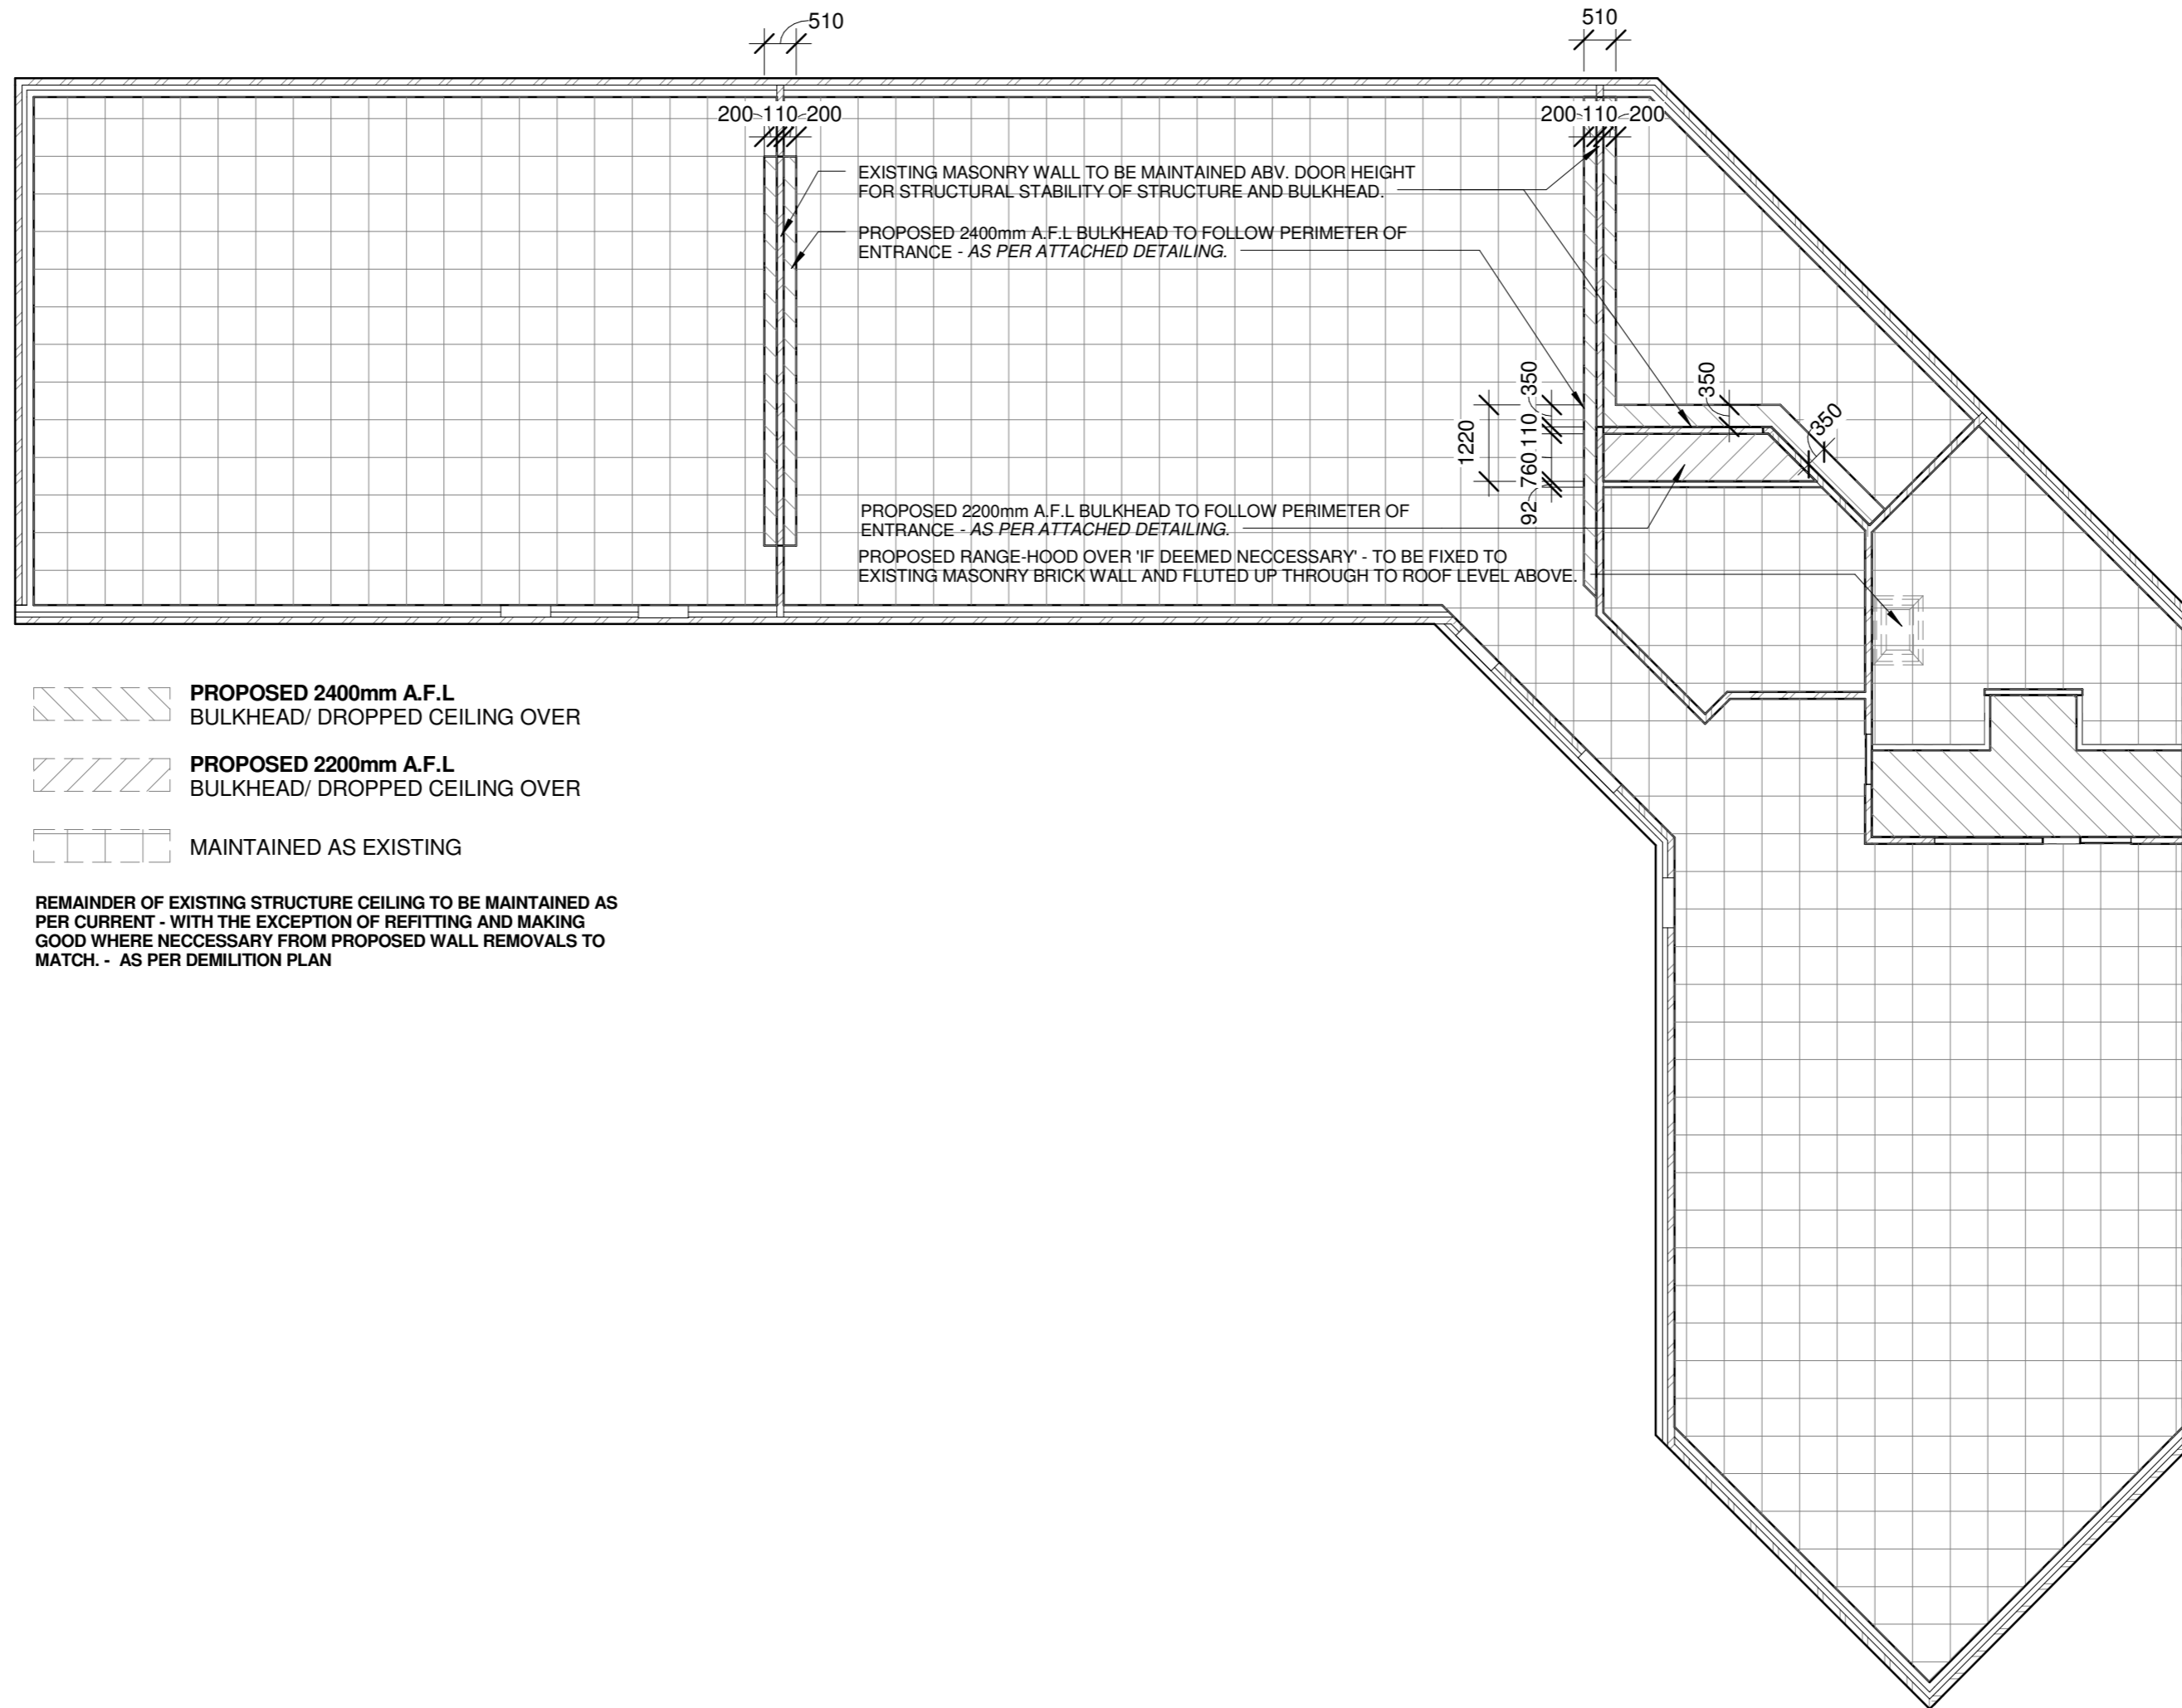 510
510
200 110 200
200 110 200
EXISTING MASONRY WALL TO BE MAINTAINED ABV. DOOR HEIGHT
FOR STRUCTURAL STABILITY OF STRUCTURE AND BULKHEAD.
PROPOSED 2400mm A.F.L BULKHEAD TO FOLLOW PERIMETER OF
ENTRANCE - AS PER ATTACHED DETAILING.
350
350
350
110
1220
760
92
PROPOSED 2200mm A.F.L BULKHEAD TO FOLLOW PERIMETER OF
ENTRANCE - AS PER ATTACHED DETAILING.
PROPOSED RANGE-HOOD OVER 'IF DEEMED NECCESSARY' - TO BE FIXED TO
EXISTING MASONRY BRICK WALL AND FLUTED UP THROUGH TO ROOF LEVEL ABOVE.
PROPOSED 2400mm A.F.L
BULKHEAD/ DROPPED CEILING OVER
PROPOSED 2200mm A.F.L
BULKHEAD/ DROPPED CEILING OVER
MAINTAINED AS EXISTING
REMAINDER OF EXISTING STRUCTURE CEILING TO BE MAINTAINED AS
PER CURRENT - WITH THE EXCEPTION OF REFITTING AND MAKING
GOOD WHERE NECCESSARY FROM PROPOSED WALL REMOVALS TO
MATCH. - AS PER DEMILITION PLAN